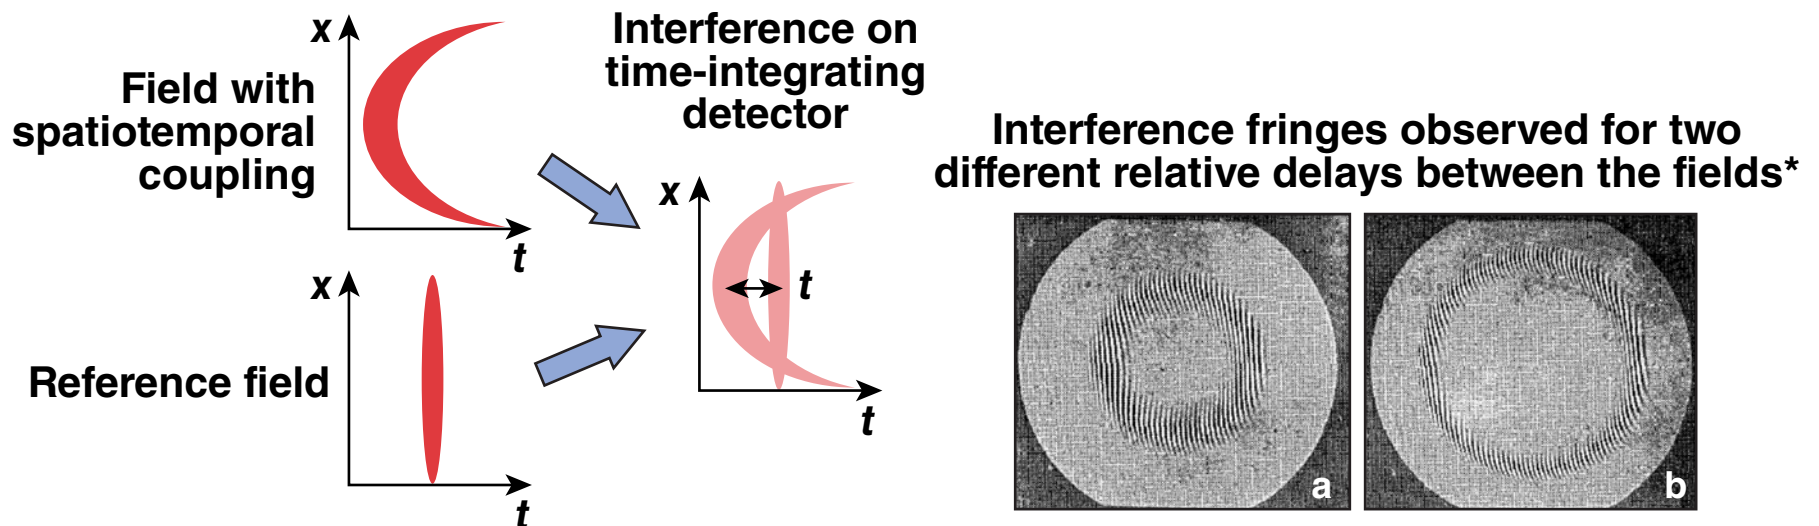 x
Field with
spatiotemporal
coupling
t
x
Reference field
t
Interference on
time-integrating
detector
x
t
t
Interference fringes observed for two
different relative delays between the fields*
a
b